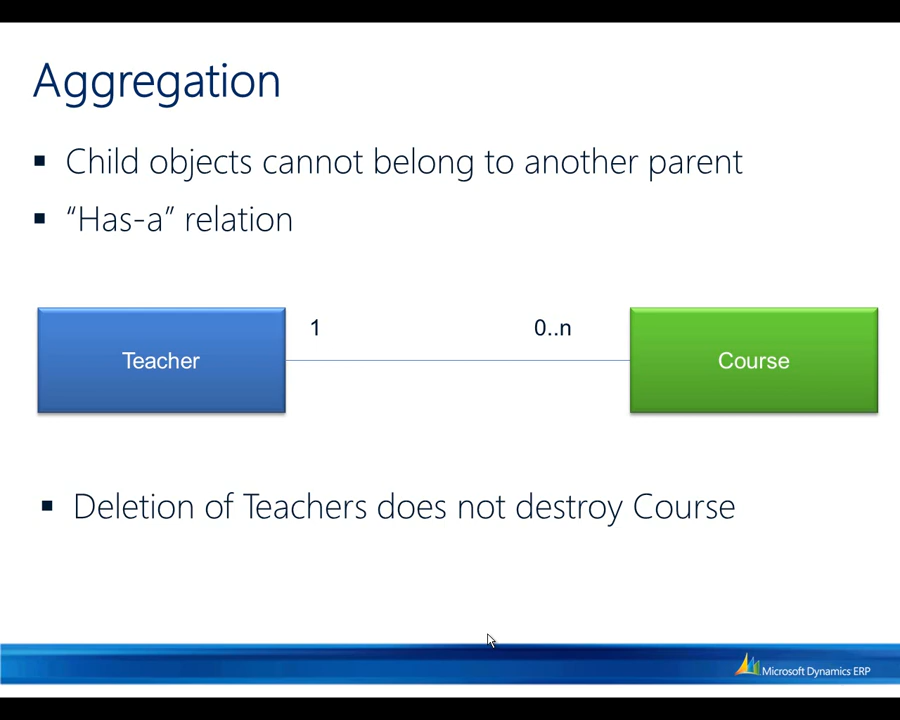 Aggregation
▪ Child objects cannot belong to another parent
▪ “Has-a” relation
1
0..n
Teacher
Course
▪ Deletion of Teachers does not destroy Course
Microsoft Dynamics ERP